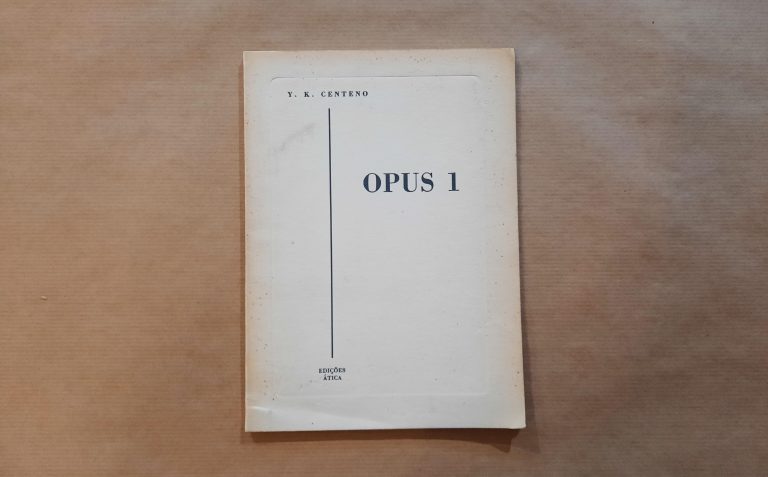 Y. K. CENTENO
OPUS 1
EDIÇÕES
ÁTICA